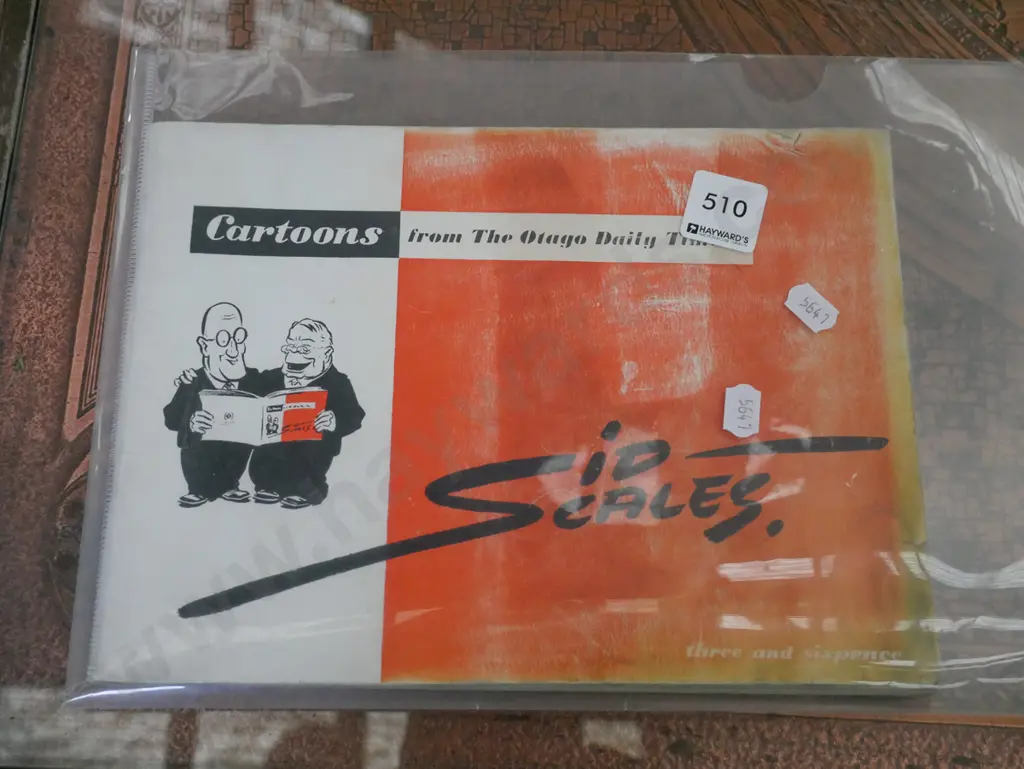 Cartoons from The Otago Daily
510
HAYWARD'S
5647
5647
SID
SCALES.
three and sixpence